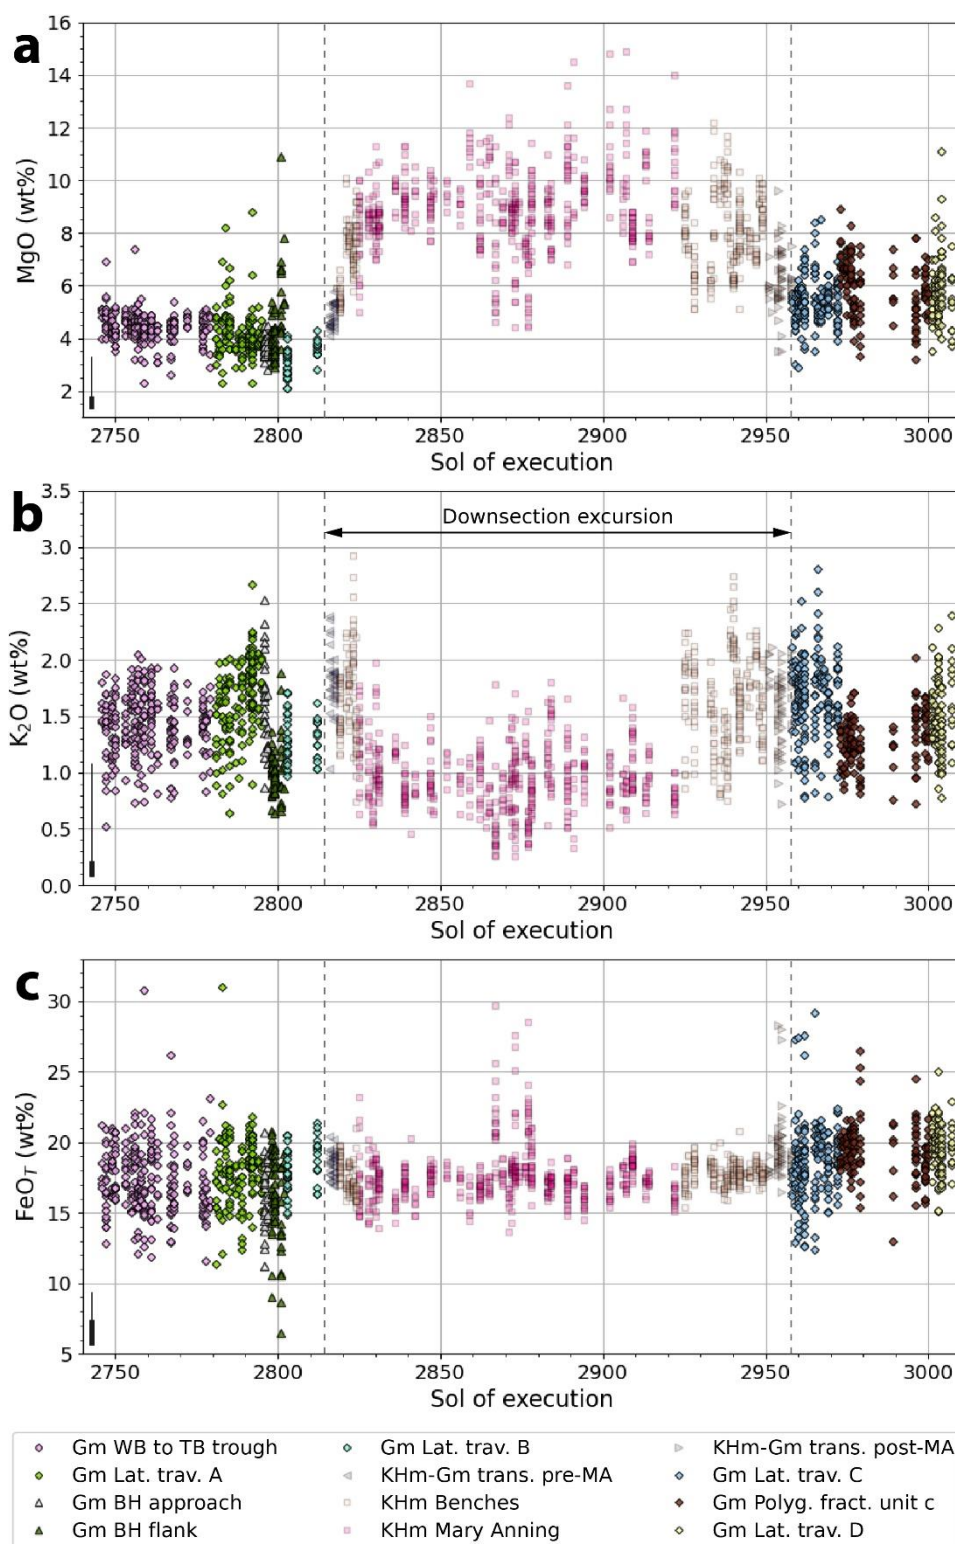 a
16
14
12
10
8
6
4
2
MgO (wt%)
2750 2800 2850 2900 2950 3000
Sol of execution
b
3.5
3.0
2.5
2.0
1.5
1.0
0.5
0.0
K₂O (wt%)
Downsection excursion
2750 2800 2850 2900 2950 3000
Sol of execution
c
30
25
20
15
10
5
FeO_T (wt%)
2750 2800 2850 2900 2950 3000
Sol of execution
Gm WB to TB trough
Gm Lat. trav. A
Gm BH approach
Gm BH flank
Gm Lat. trav. B
KHm-Gm trans. pre-MA
KHm Benches
KHm Mary Anning
KHm-Gm trans. post-MA
Gm Lat. trav. C
Gm Polyg. fract. unit c
Gm Lat. trav. D